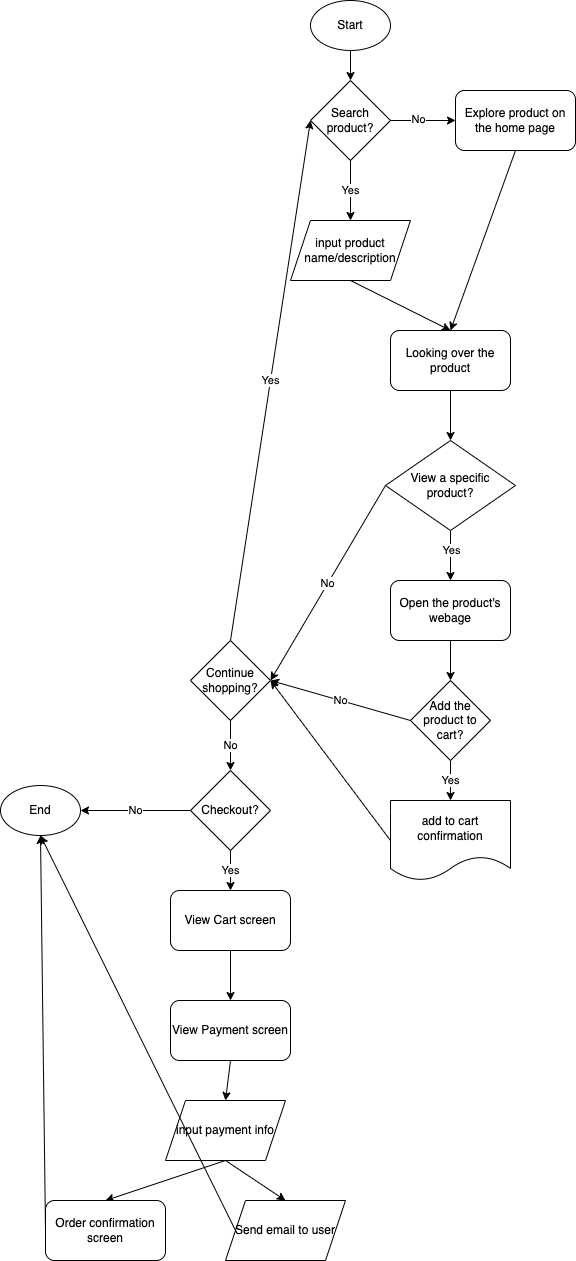 Start
Search
product?
No
Explore product on
the home page
Yes
input product
name/description
Looking over the
product
Yes
View a specific
product?
Yes
No
Open the product's
webage
Continue
shopping?
No
Add the
product to
cart?
No
Yes
End
No
Checkout?
add to cart
confirmation
Yes
View Cart screen
View Payment screen
input payment info
Order confirmation
screen
Send email to user